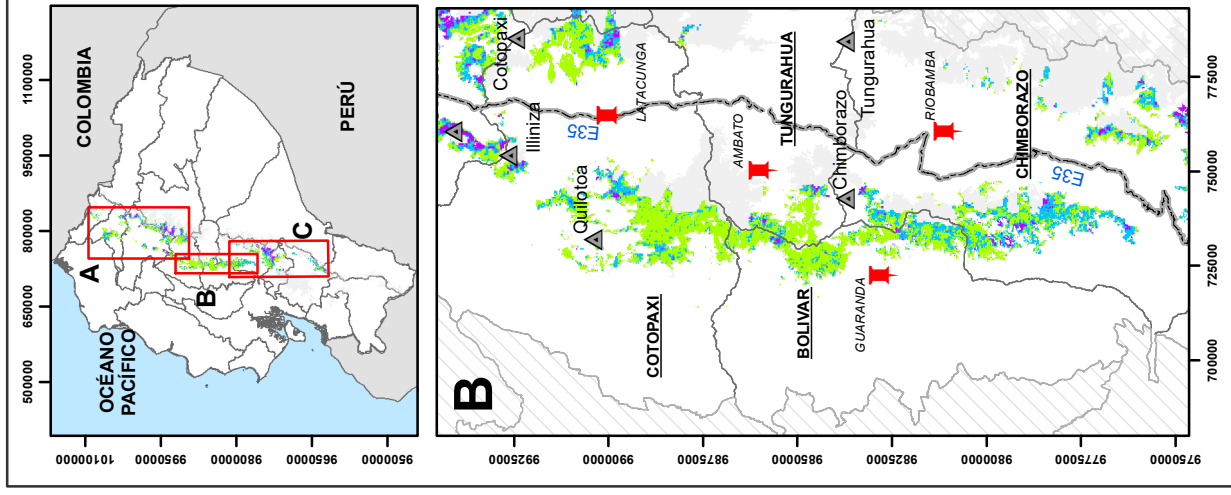 500000 650000 800000 950000 1100000
COLOMBIA
OCÉANO
PACÍFICO
A
B
C
PERÚ
10100000
9950000
9800000
9650000
9500000
B
Cotopaxi
Illiniza
E35
Quilotoa
LATACUNGA
COTOPAXI
AMBATO
TUNGURAHUA
BOLIVAR
Chimborazo
Tungurahua
GUARANDA
RIOBAMBA
CHIMBORAZO
E35
9925000
9900000
9875000
9850000
9825000
9800000
9775000
9750000
700000 725000 750000 775000